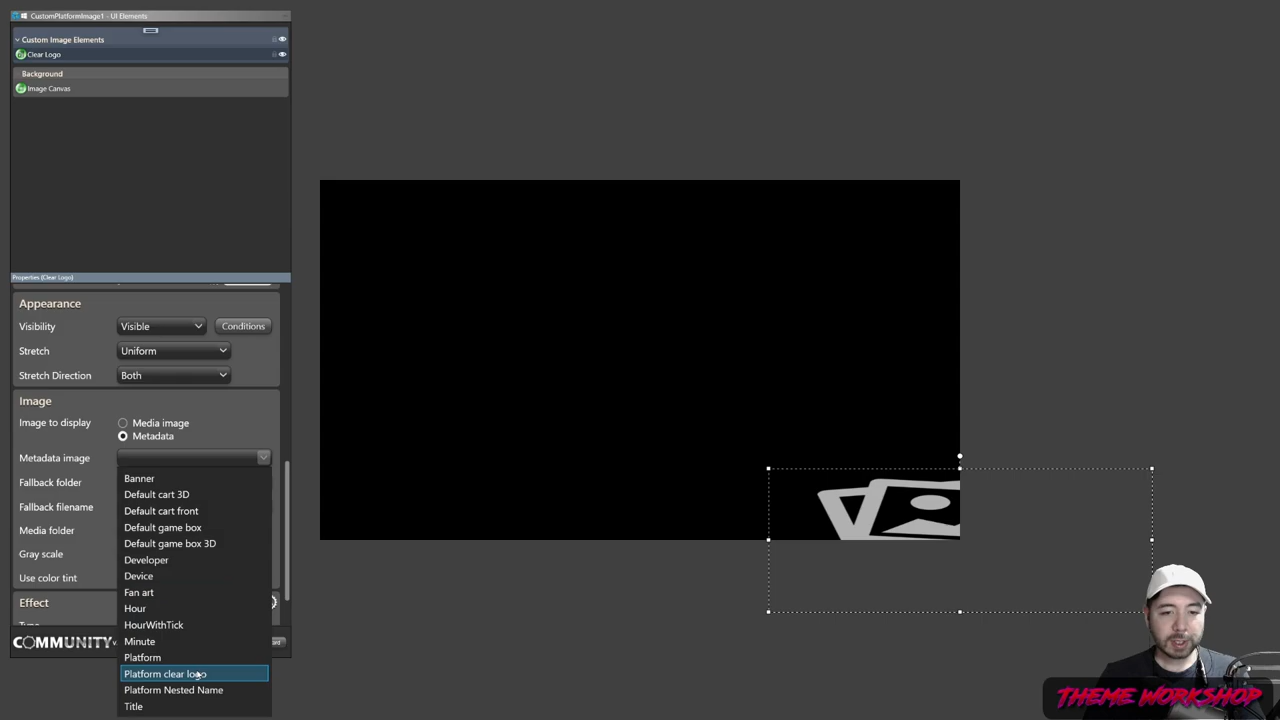 CustomPlatformImage1 - UI Elements
Custom Image Elements
Clear Logo
Background
Image Canvas
Properties (Clear Logo)
Appearance
Visibility
Visible
Conditions
Stretch
Uniform
Stretch Direction
Both
Image
Image to display
Media image
Metadata
Metadata image
Fallback folder
Fallback filename
Media folder
Gray scale
Use color tint
Effect
Banner
Default cart 3D
Default cart front
Default game box
Default game box 3D
Developer
Device
Fan art
Hour
HourWithTick
Minute
Platform
Platform clear logo
Platform Nested Name
Title
COMMUNITY
THEME WORKSHOP